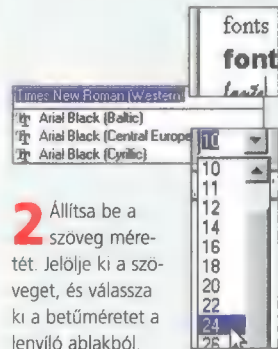 fonts
font
fonts
Times New Roman (Western)
Arial Black (Baltic)
Arial Black (Central Europe
Arial Black (Cyrillic)
10
10
11
12
14
16
18
20
22
24
26
2 Állítsa be a
szöveg mére-
tét. Jelölje ki a szö-
veget, és válassza
ki a betűméretet a
lenyíló ablakból.